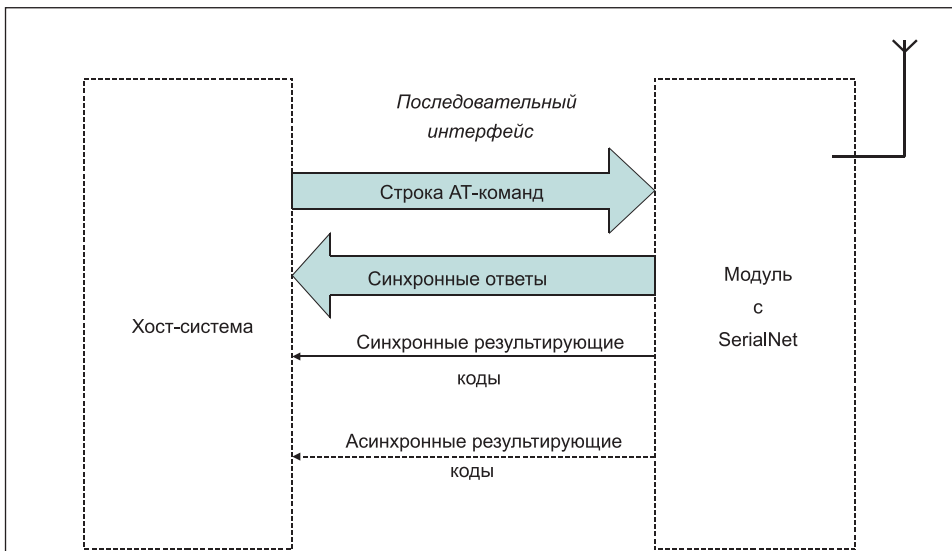 Последовательный
интерфейс
Строка АТ-команд
Синхронные ответы
Хост-система
Модуль
с
SerialNet
Синхронные результирующие
коды
Асинхронные результирующие
коды